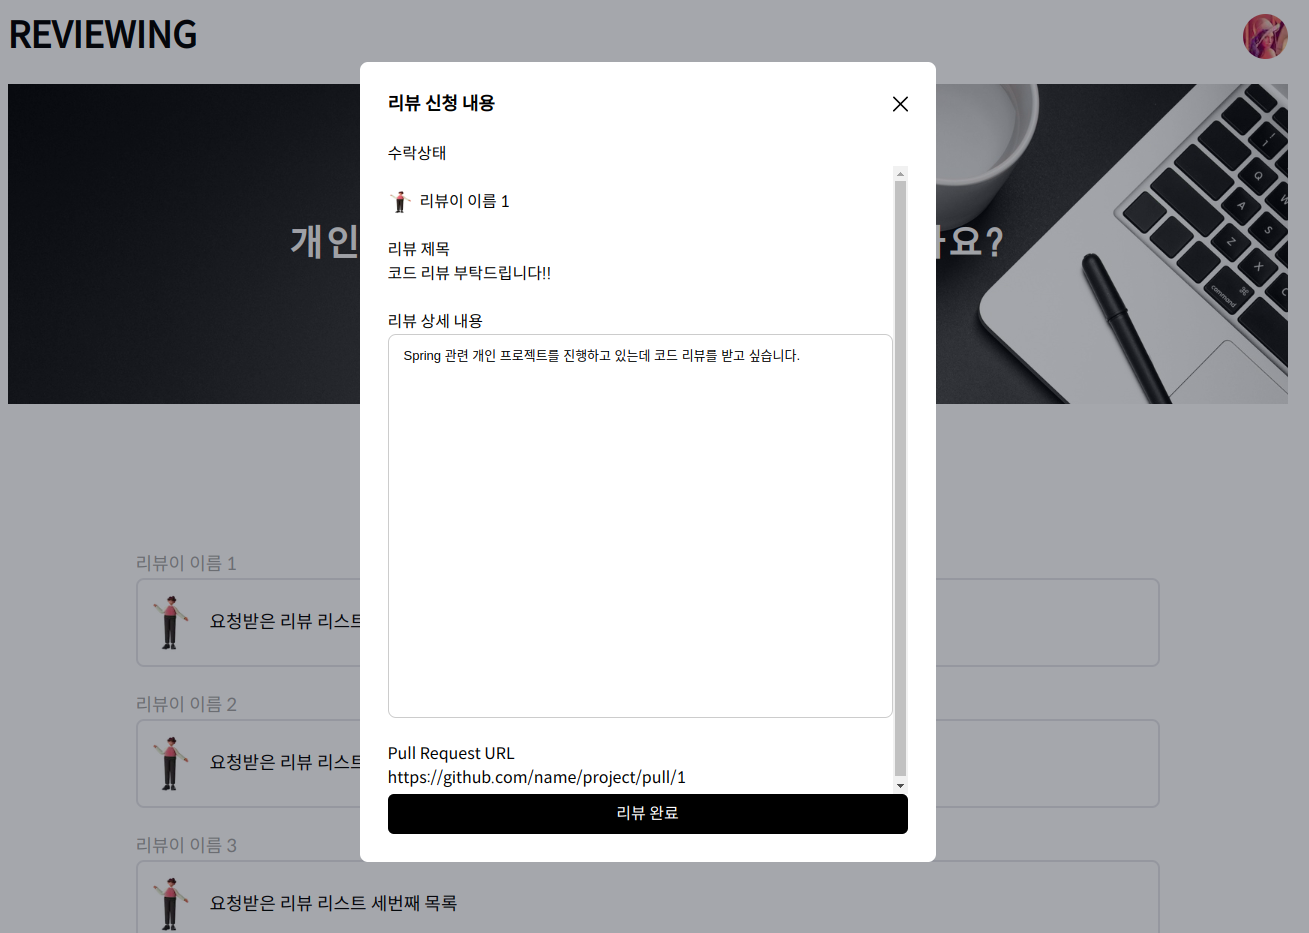 REVIEWING
개인
요?
리뷰 신청 내용
수락상태
리뷰이 이름 1
리뷰 제목
코드 리뷰 부탁드립니다!!
리뷰 상세 내용
Spring 관련 개인 프로젝트를 진행하고 있는데 코드 리뷰를 받고 싶습니다.
Pull Request URL
https://github.com/name/project/pull/1
리뷰 완료
리뷰이 이름 1
요청받은 리뷰 리스트
리뷰이 이름 2
요청받은 리뷰 리스트
리뷰이 이름 3
요청받은 리뷰 리스트 세번째 목록
Q
A
S
Z
X
command